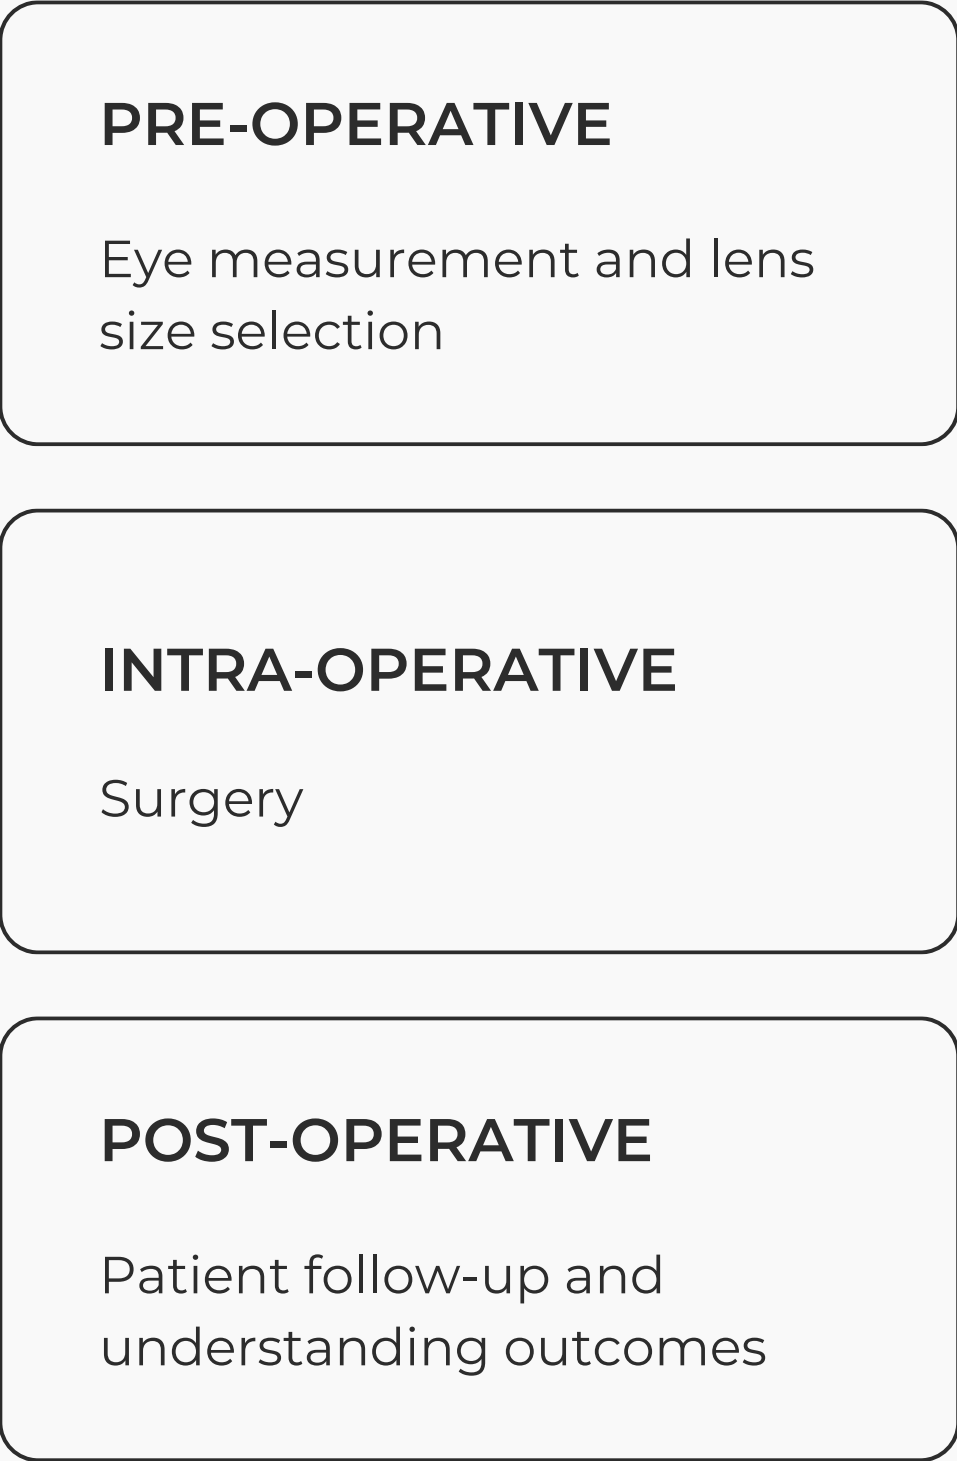 PRE-OPERATIVE
Eye measurement and lens
size selection
INTRA-OPERATIVE
Surgery
POST-OPERATIVE
Patient follow-up and
understanding outcomes